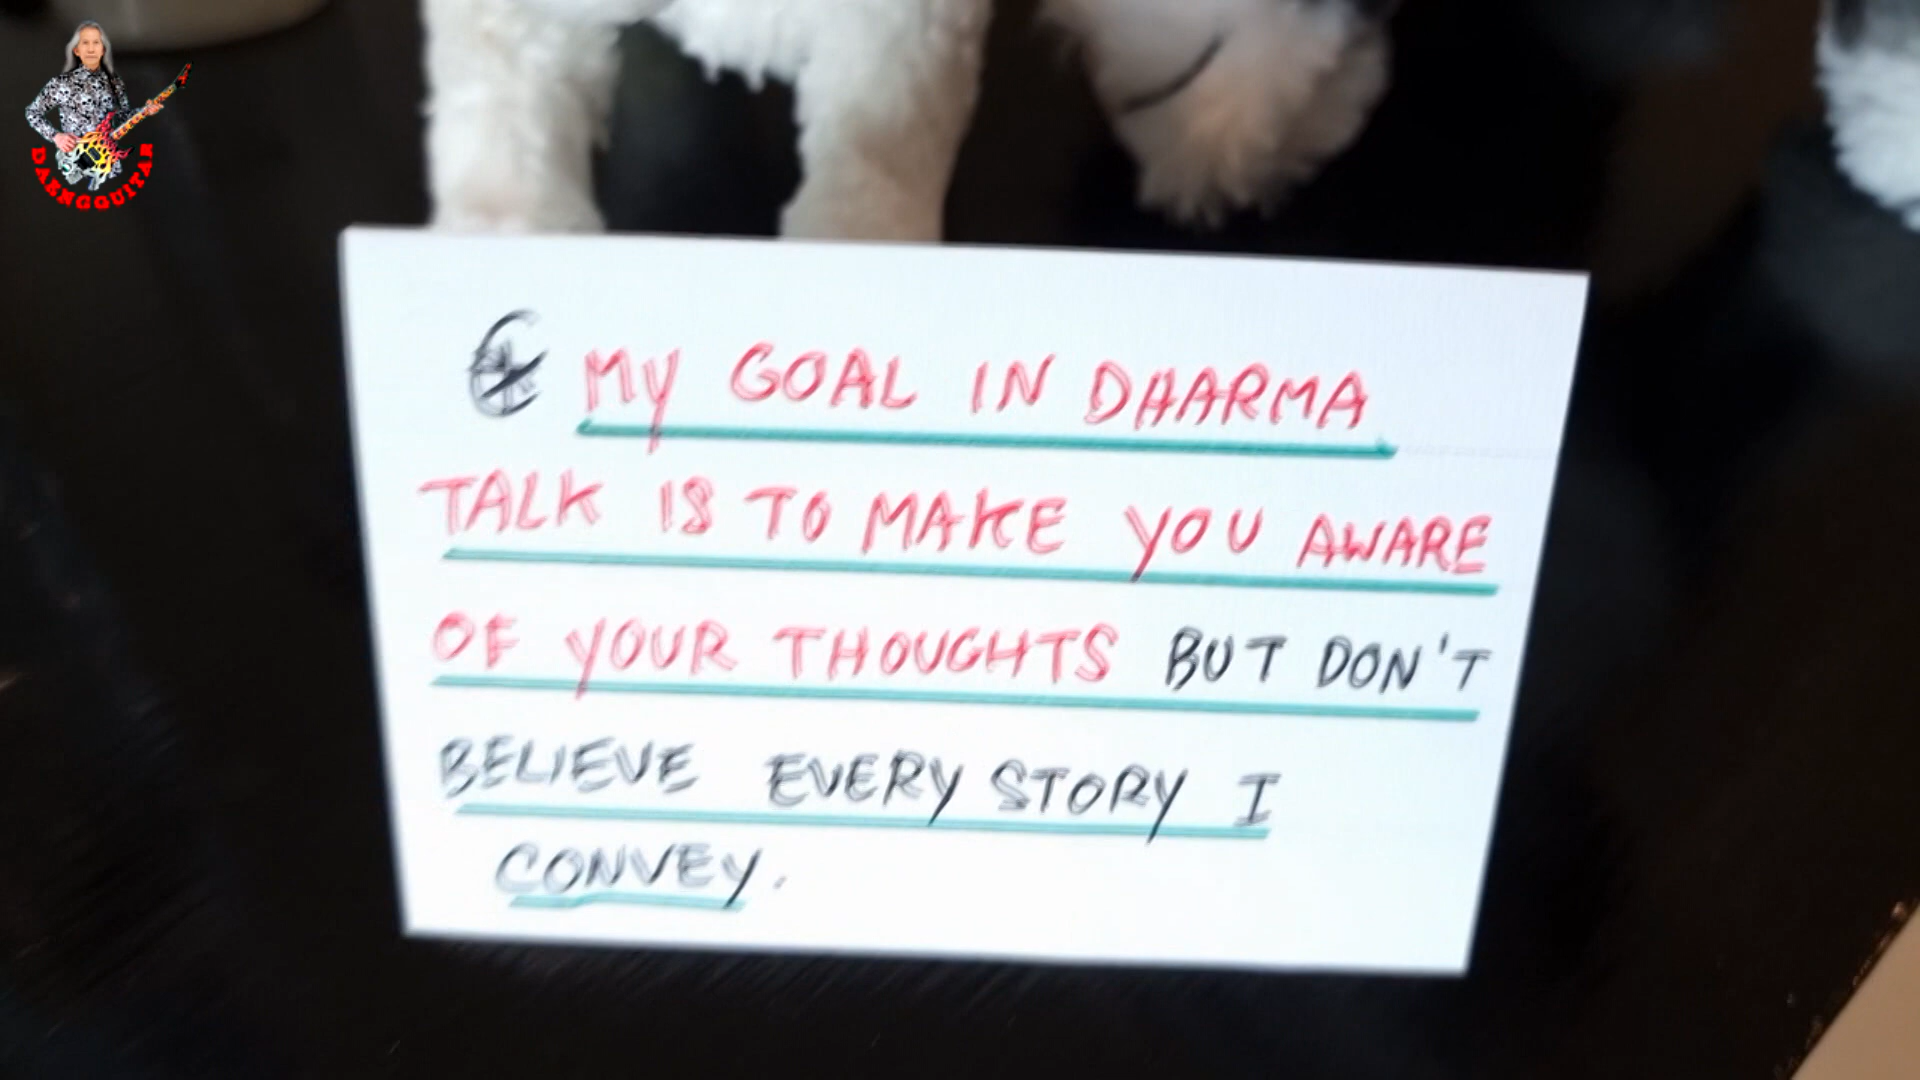 DAENGGUITAR
MY GOAL IN DHARMA
TALK IS TO MAKE YOU AWARE
OF YOUR THOUGHTS BUT DON'T
BELIEVE EVERY STORY I
CONVEY.